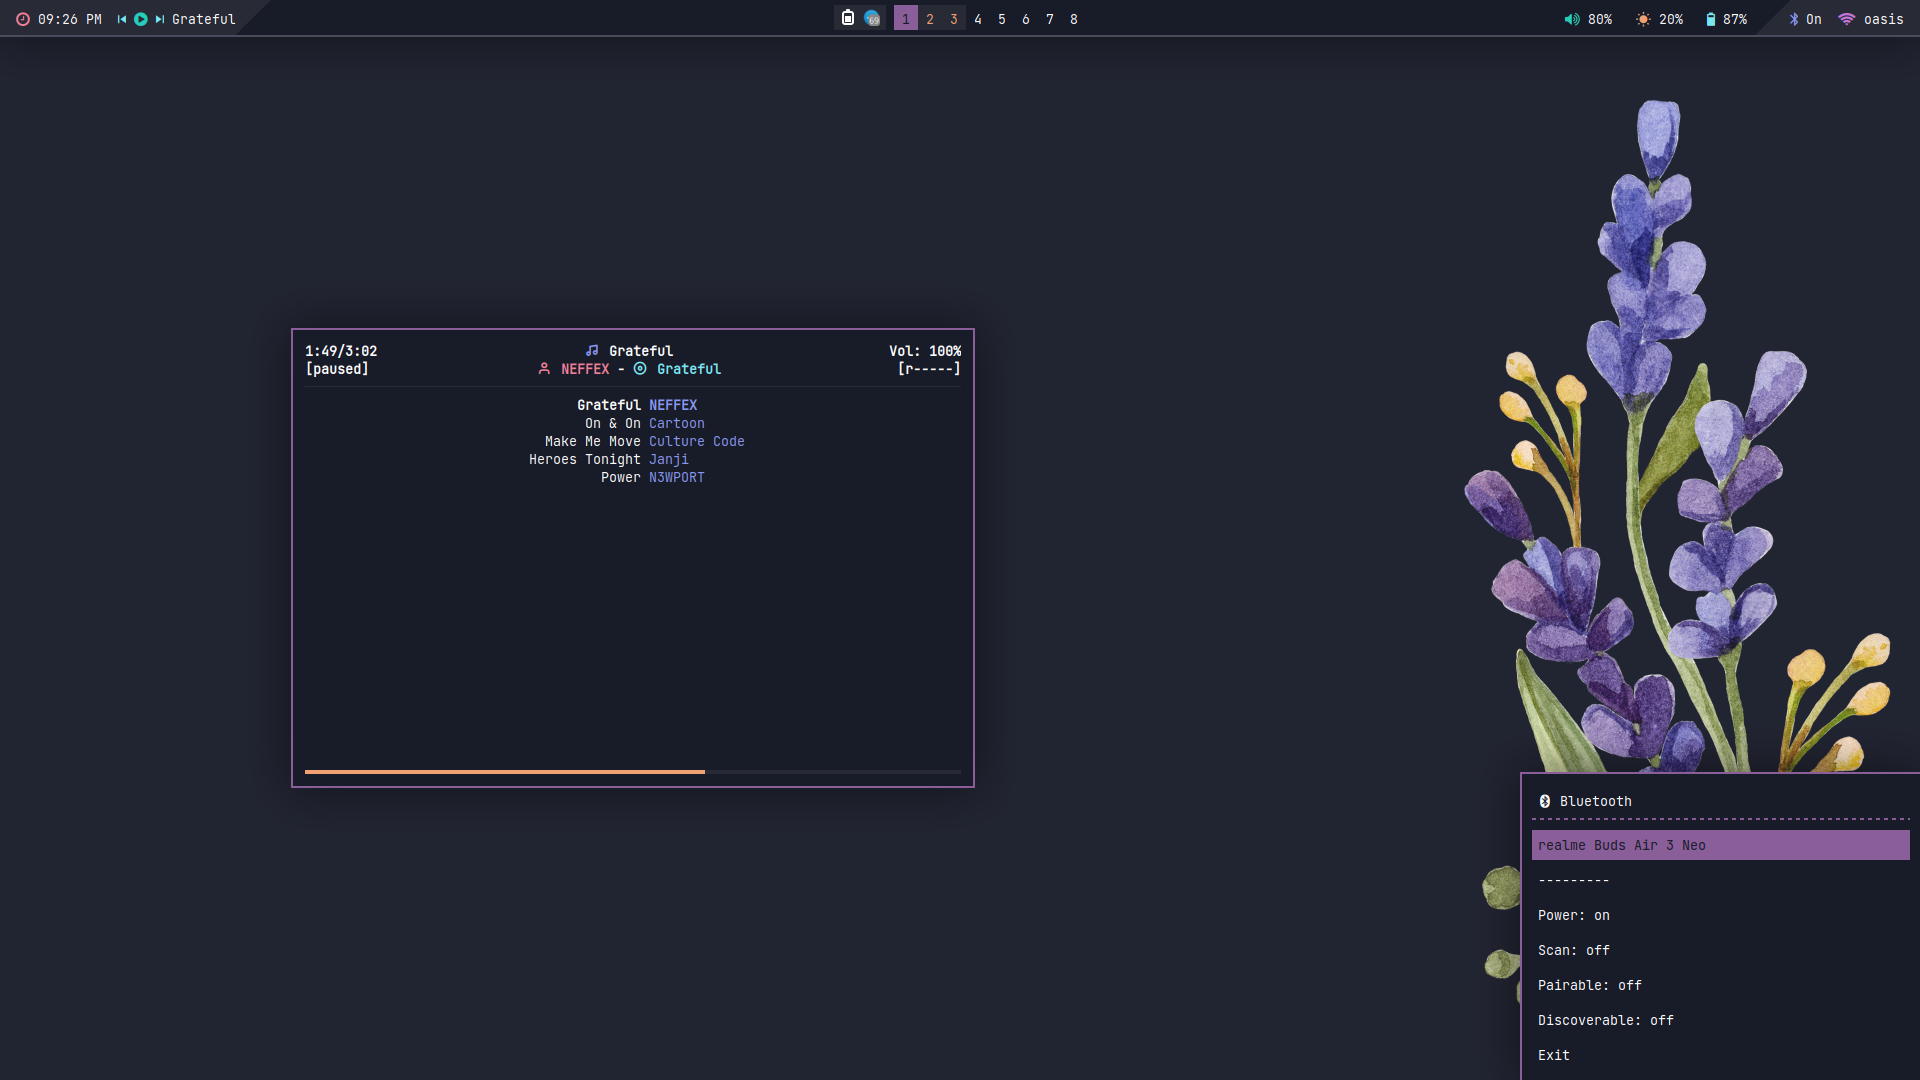 09:26 PM Grateful
69 1 2 3 4 5 6 7 8
80% 20% 87% On oasis
1:49/3:02 Grateful Vol: 100%
[paused] NEFFEX - Grateful [r-----]
Grateful NEFFEX
On & On Cartoon
Make Me Move Culture Code
Heroes Tonight Janji
Power N3WPORT
Bluetooth
realme Buds Air 3 Neo
---------
Power: on
Scan: off
Pairable: off
Discoverable: off
Exit